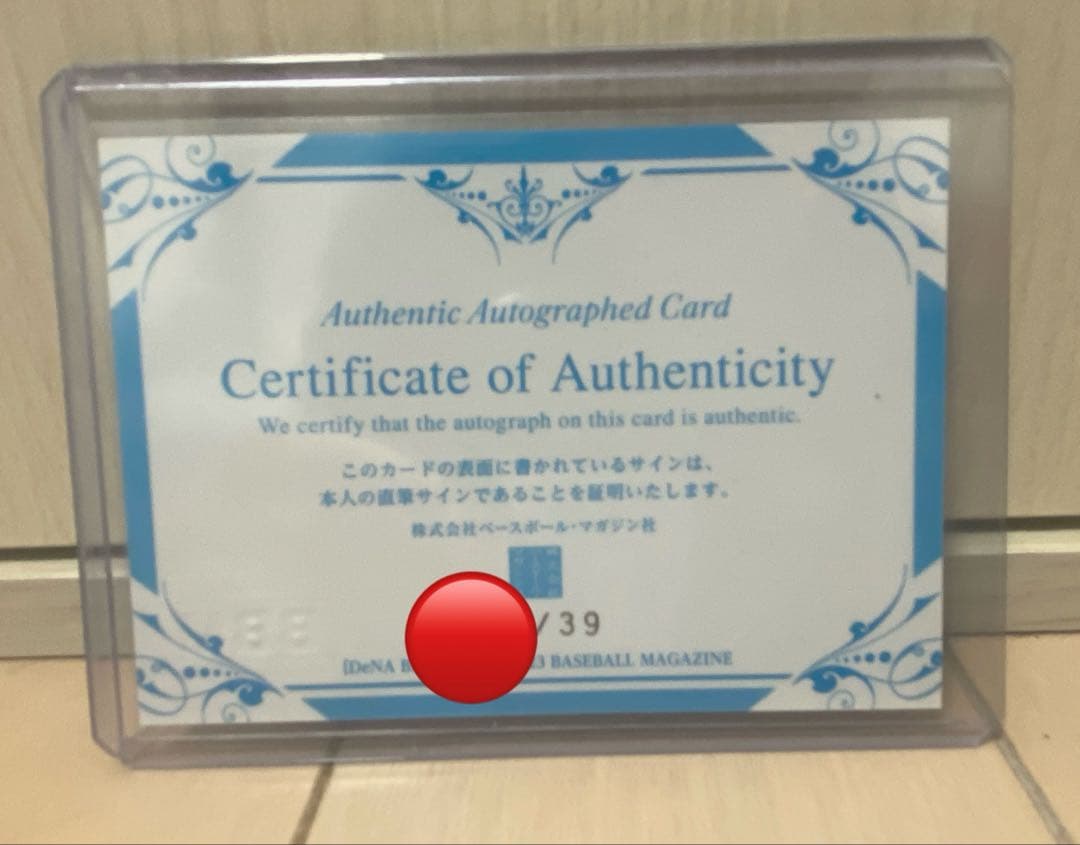 Authentic Autographed Card
Certificate of Authenticity
We certify that the autograph on this card is authentic.
このカードの表面に書かれているサインは、
本人の直筆サインであることを証明いたします。
株式会社ベースボール・マガジン社
/39
DeNA 3 BASEBALL MAGAZINE